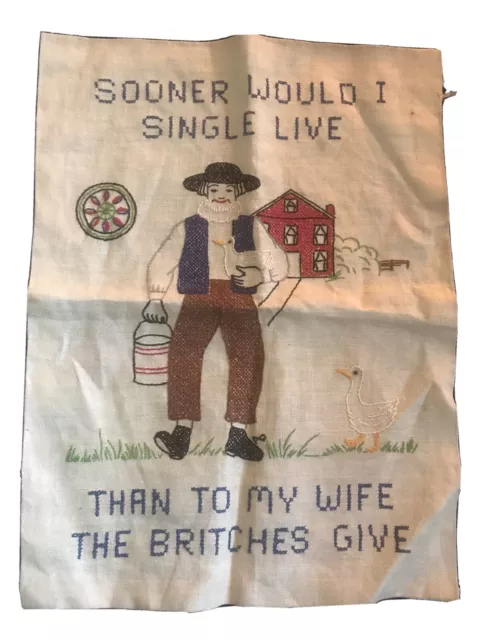 SOONER WOULD I
SINGLE LIVE
THAN TO MY WIFE
THE BRITCHES GIVE